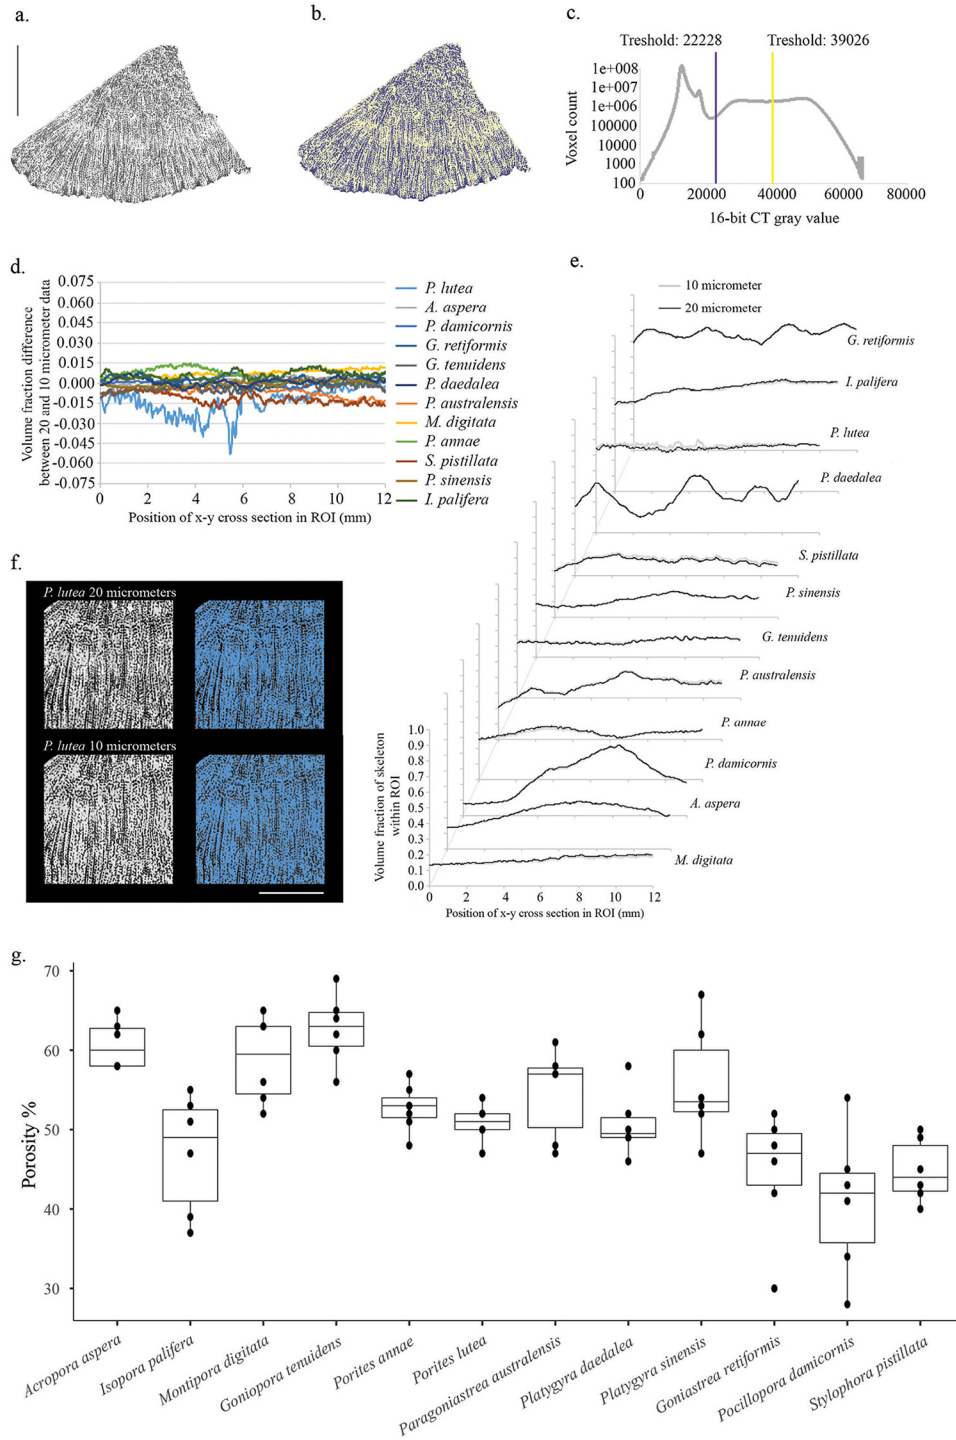 a.
b.
c.
Treshold: 22228
Treshold: 39026
Voxel count
1e+008
1e+007
1e+006
100000
10000
1000
100
0
20000
40000
60000
80000
16-bit CT gray value
d.
Volume fraction difference
between 20 and 10 micrometer data
0.075
0.060
0.045
0.030
0.015
0.000
-0.015
-0.030
-0.045
-0.060
-0.075
0
2
4
6
8
10
12
Position of x-y cross section in ROI (mm)
P. lutea
A. aspera
P. damicornis
G. retiformis
G. tenuidens
P. daedalea
P. australensis
M. digitata
P. annae
S. pistillata
P. sinensis
I. palifera
e.
10 micrometer
20 micrometer
G. retiformis
I. palifera
P. lutea
P. daedalea
S. pistillata
P. sinensis
G. tenuidens
P. australensis
P. annae
P. damicornis
A. aspera
M. digitata
Volume fraction of skeleton
within ROI
1.0
0.9
0.8
0.7
0.6
0.5
0.4
0.3
0.2
0.1
0.0
0
2
4
6
8
10
12
Position of x-y cross section in ROI (mm)
f.
P. lutea 20 micrometers
P. lutea 10 micrometers
g.
Porosity %
70
60
50
40
30
Acropora aspera
Isopora palifera
Montipora digitata
Goniopora tenuidens
Porites annae
Porites lutea
Paragoniastrea australensis
Platygyra daedalea
Platygyra sinensis
Goniastrea retiformis
Pocillopora damicornis
Stylophora pistillata